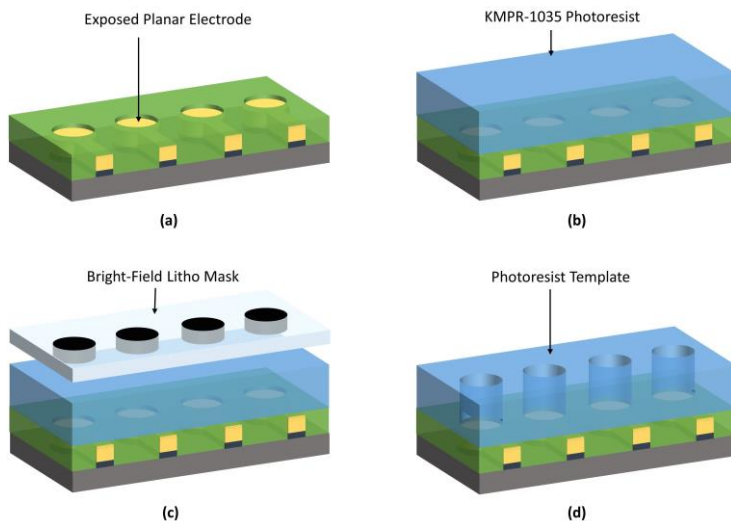 Exposed Planar Electrode
KMPR-1035 Photoresist
(a)
(b)
Bright-Field Litho Mask
Photoresist Template
(c)
(d)